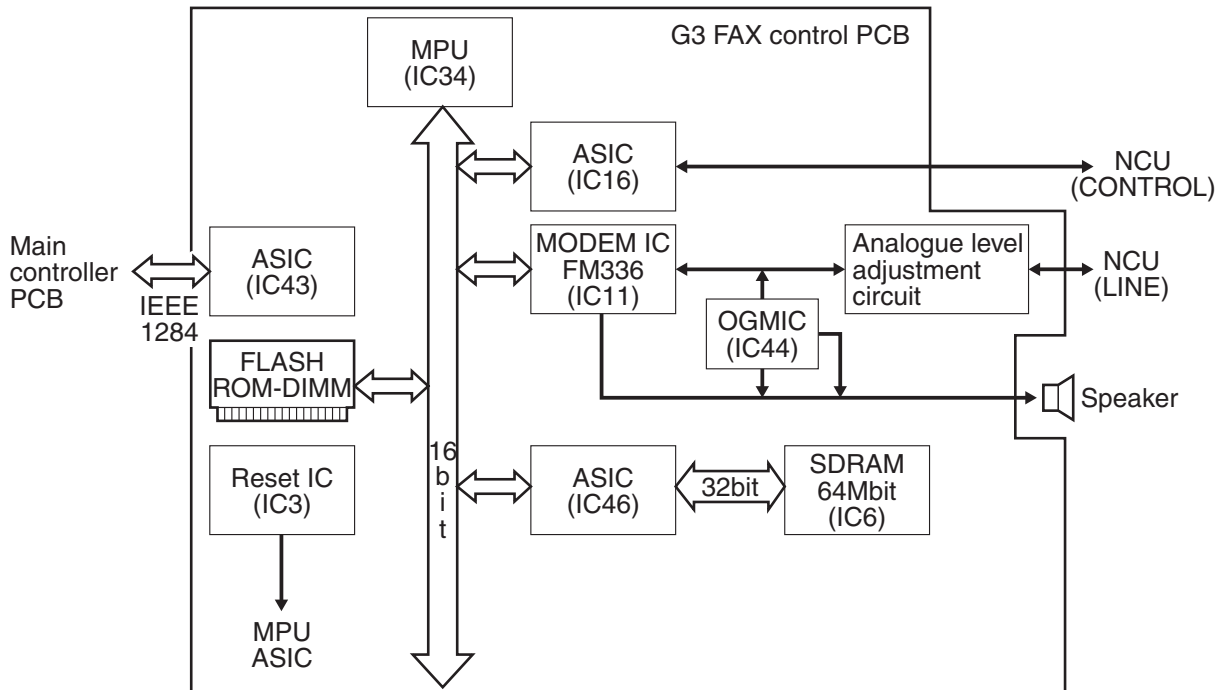 G3 FAX control PCB
MPU
(IC34)
ASIC
(IC16)
NCU
(CONTROL)
Main
controller
PCB
IEEE
1284
ASIC
(IC43)
MODEM IC
FM336
(IC11)
Analogue level
adjustment
circuit
NCU
(LINE)
OGMIC
(IC44)
FLASH
ROM-DIMM
Speaker
16
b
i
t
Reset IC
(IC3)
ASIC
(IC46)
32bit
SDRAM
64Mbit
(IC6)
MPU
ASIC